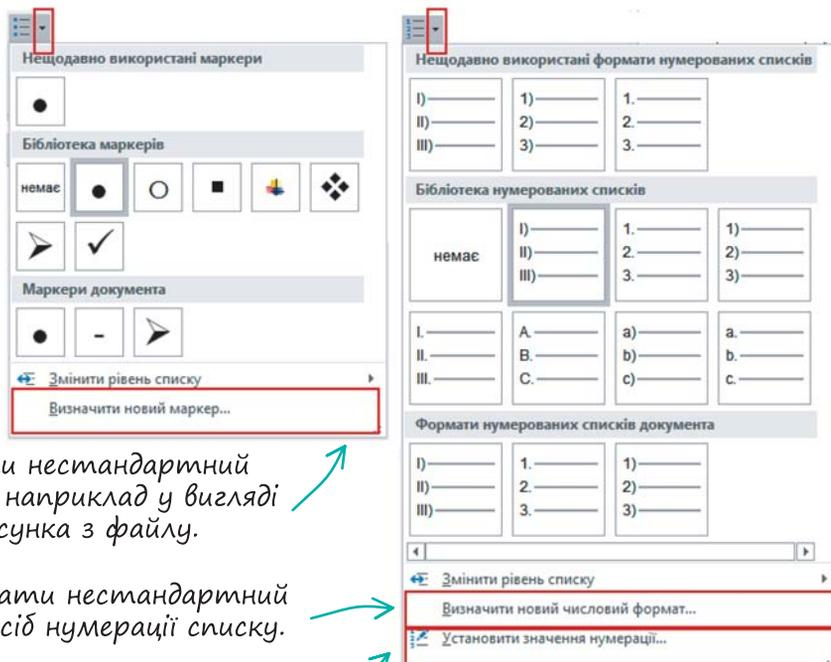 Нещодавно використані маркери
Бібліотека маркерів
немає
Маркери документа
Змінити рівень списку
Визначити новий маркер...
Нещодавно використані формати нумерованих списків
I) 1) 1.
II) 2) 2.
III) 3) 3.
Бібліотека нумерованих списків
немає
I) 1. 1)
II) 2. 2)
III) 3. 3)
I. A. a) a.
II. B. b) b.
III. C. c) c.
Формати нумерованих списків документа
I) 1. 1)
II) 2. 2)
III) 3. 3)
Змінити рівень списку
Визначити новий числовий формат...
Установити значення нумерації...
нестандартний
наприклад у вигляді
з файлу.
нестандартний
нумерації списку.